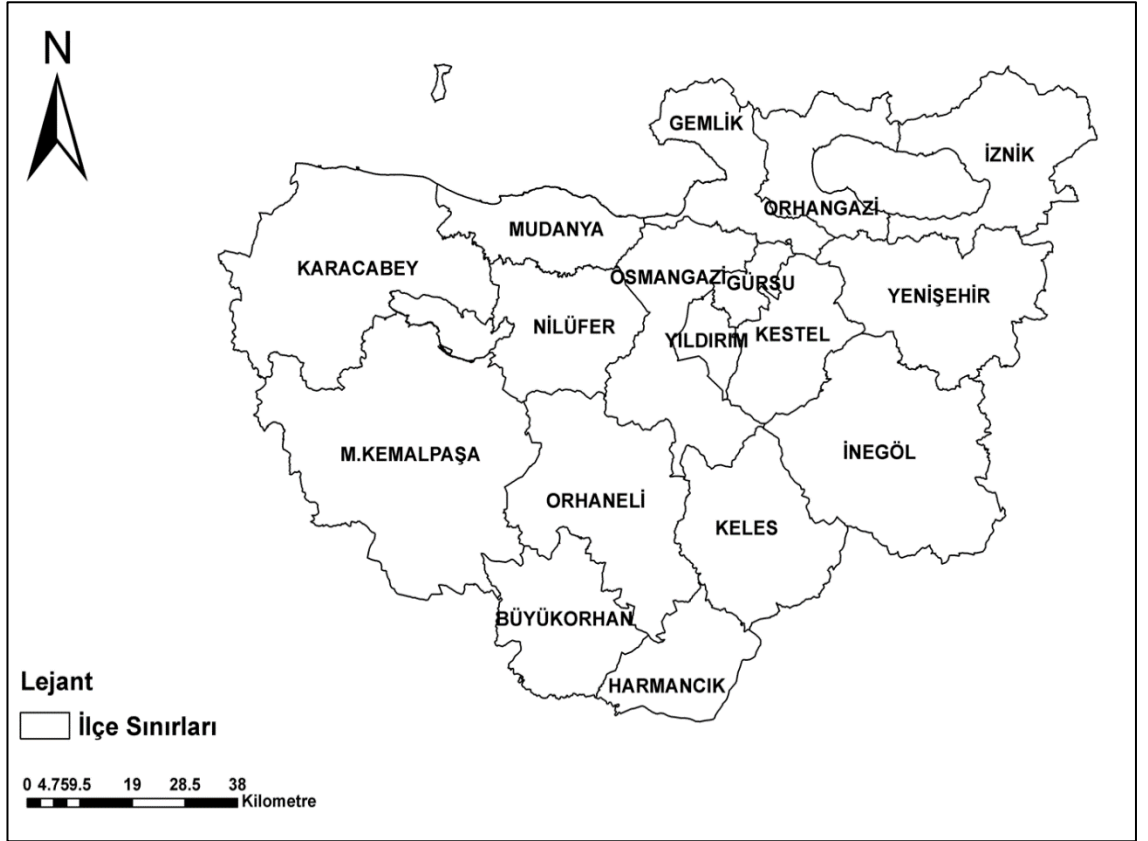 N
GEMLİK
İZNİK
ORHANGAZİ
MUDANYA
KARACABEY
OSMANGAZİ
GÜRSU
YENİŞEHİR
NİLÜFER
YILDIRIM
KESTEL
M.KEMALPAŞA
İNEGÖL
ORHANELİ
KELES
BÜYÜKORHAN
HARMANCIK
Lejant
İlçe Sınırları
0 4.759.5 19 28.5 38
Kilometre